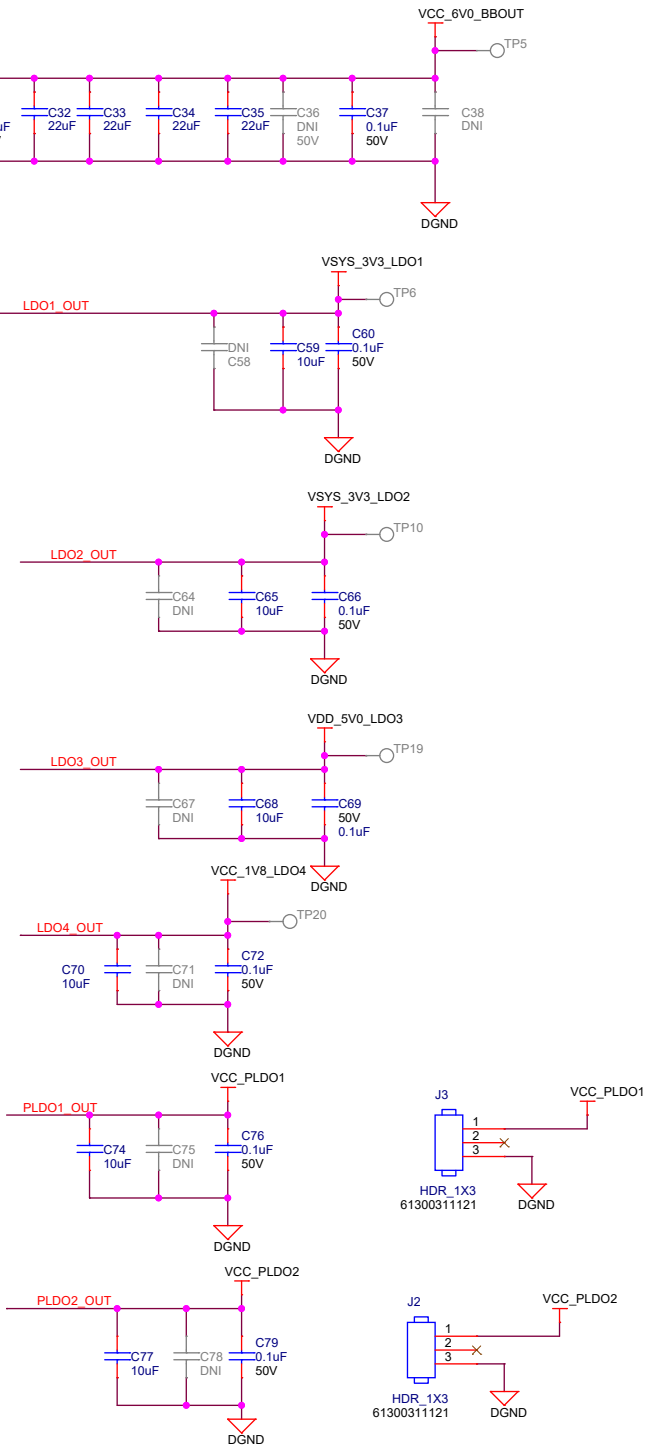 VCC_6V0_BBOUT
TP5
C32
22uF
C33
22uF
C34
22uF
C35
22uF
C36
DNI
50V
C37
0.1uF
50V
C38
DNI
DGND
VSYS_3V3_LDO1
TP6
LDO1_OUT
DNI
C58
C59
10uF
C60
0.1uF
50V
DGND
VSYS_3V3_LDO2
TP10
LDO2_OUT
C64
DNI
C65
10uF
C66
0.1uF
50V
DGND
VDD_5V0_LDO3
TP19
LDO3_OUT
C67
DNI
C68
10uF
C69
50V
0.1uF
DGND
VCC_1V8_LDO4
TP20
LDO4_OUT
C70
10uF
C71
DNI
C72
0.1uF
50V
DGND
VCC_PLDO1
PLDO1_OUT
C74
10uF
C75
DNI
C76
0.1uF
50V
DGND
J3
1
2
3
HDR_1X3
61300311121
VCC_PLDO1
DGND
VCC_PLDO2
PLDO2_OUT
C77
10uF
C78
DNI
C79
0.1uF
50V
DGND
J2
1
2
3
HDR_1X3
61300311121
VCC_PLDO2
DGND